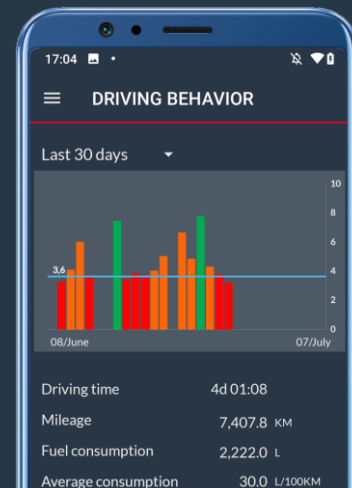 17:04
DRIVING BEHAVIOR
Last 30 days
10
8
6
3,6
4
2
0
08/June
07/July
Driving time 4d 01:08
Mileage 7,407.8 KM
Fuel consumption 2,222.0 L
Average consumption 30.0 L/100KM